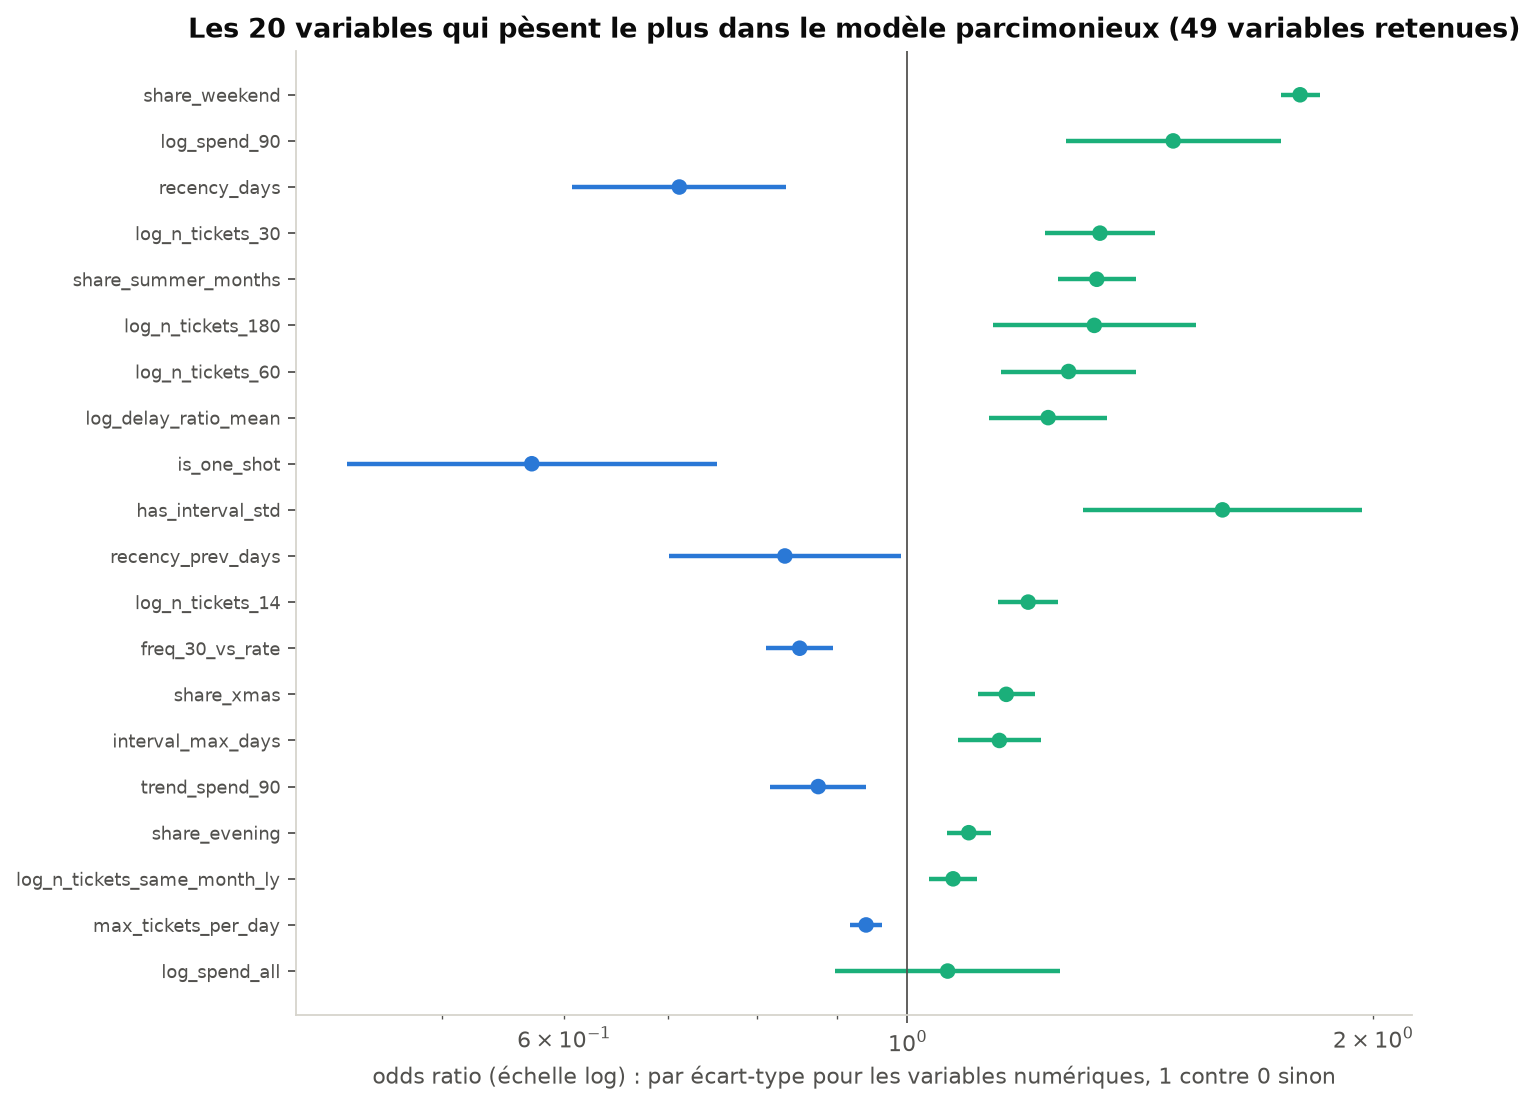 Les 20 variables qui pèsent le plus dans le modèle parcimonieux (49 variables retenues)
share_weekend
log_spend_90
recency_days
log_n_tickets_30
share_summer_months
log_n_tickets_180
log_n_tickets_60
log_delay_ratio_mean
is_one_shot
has_interval_std
recency_prev_days
log_n_tickets_14
freq_30_vs_rate
share_xmas
interval_max_days
trend_spend_90
share_evening
log_n_tickets_same_month_ly
max_tickets_per_day
log_spend_all
6 × 10⁻¹ 10⁰ 2 × 10⁰
odds ratio (échelle log) : par écart-type pour les variables numériques, 1 contre 0 sinon